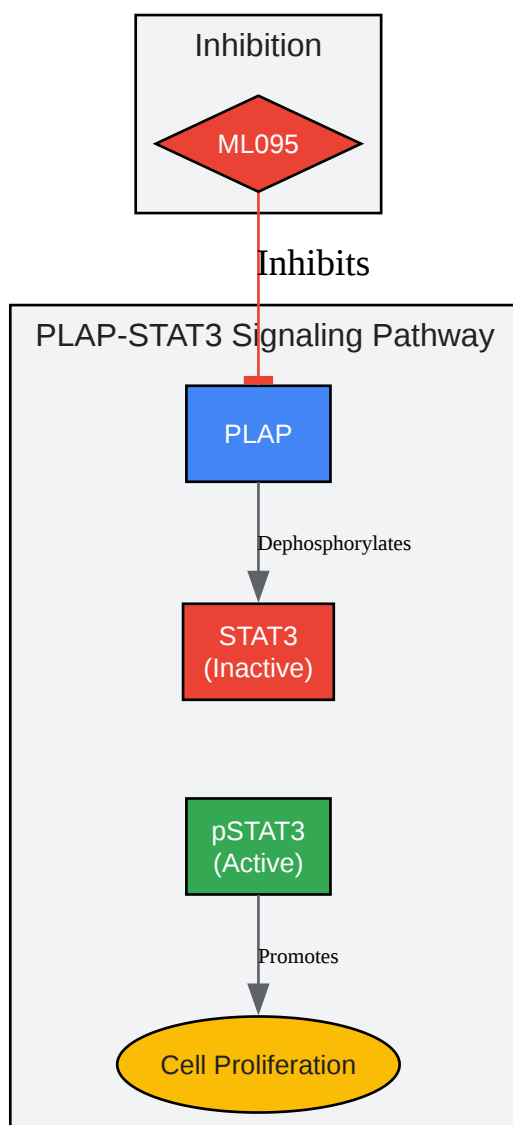 Inhibition
ML095
Inhibits
PLAP-STAT3 Signaling Pathway
PLAP
Dephosphorylates
STAT3
(Inactive)
pSTAT3
(Active)
Promotes
Cell Proliferation